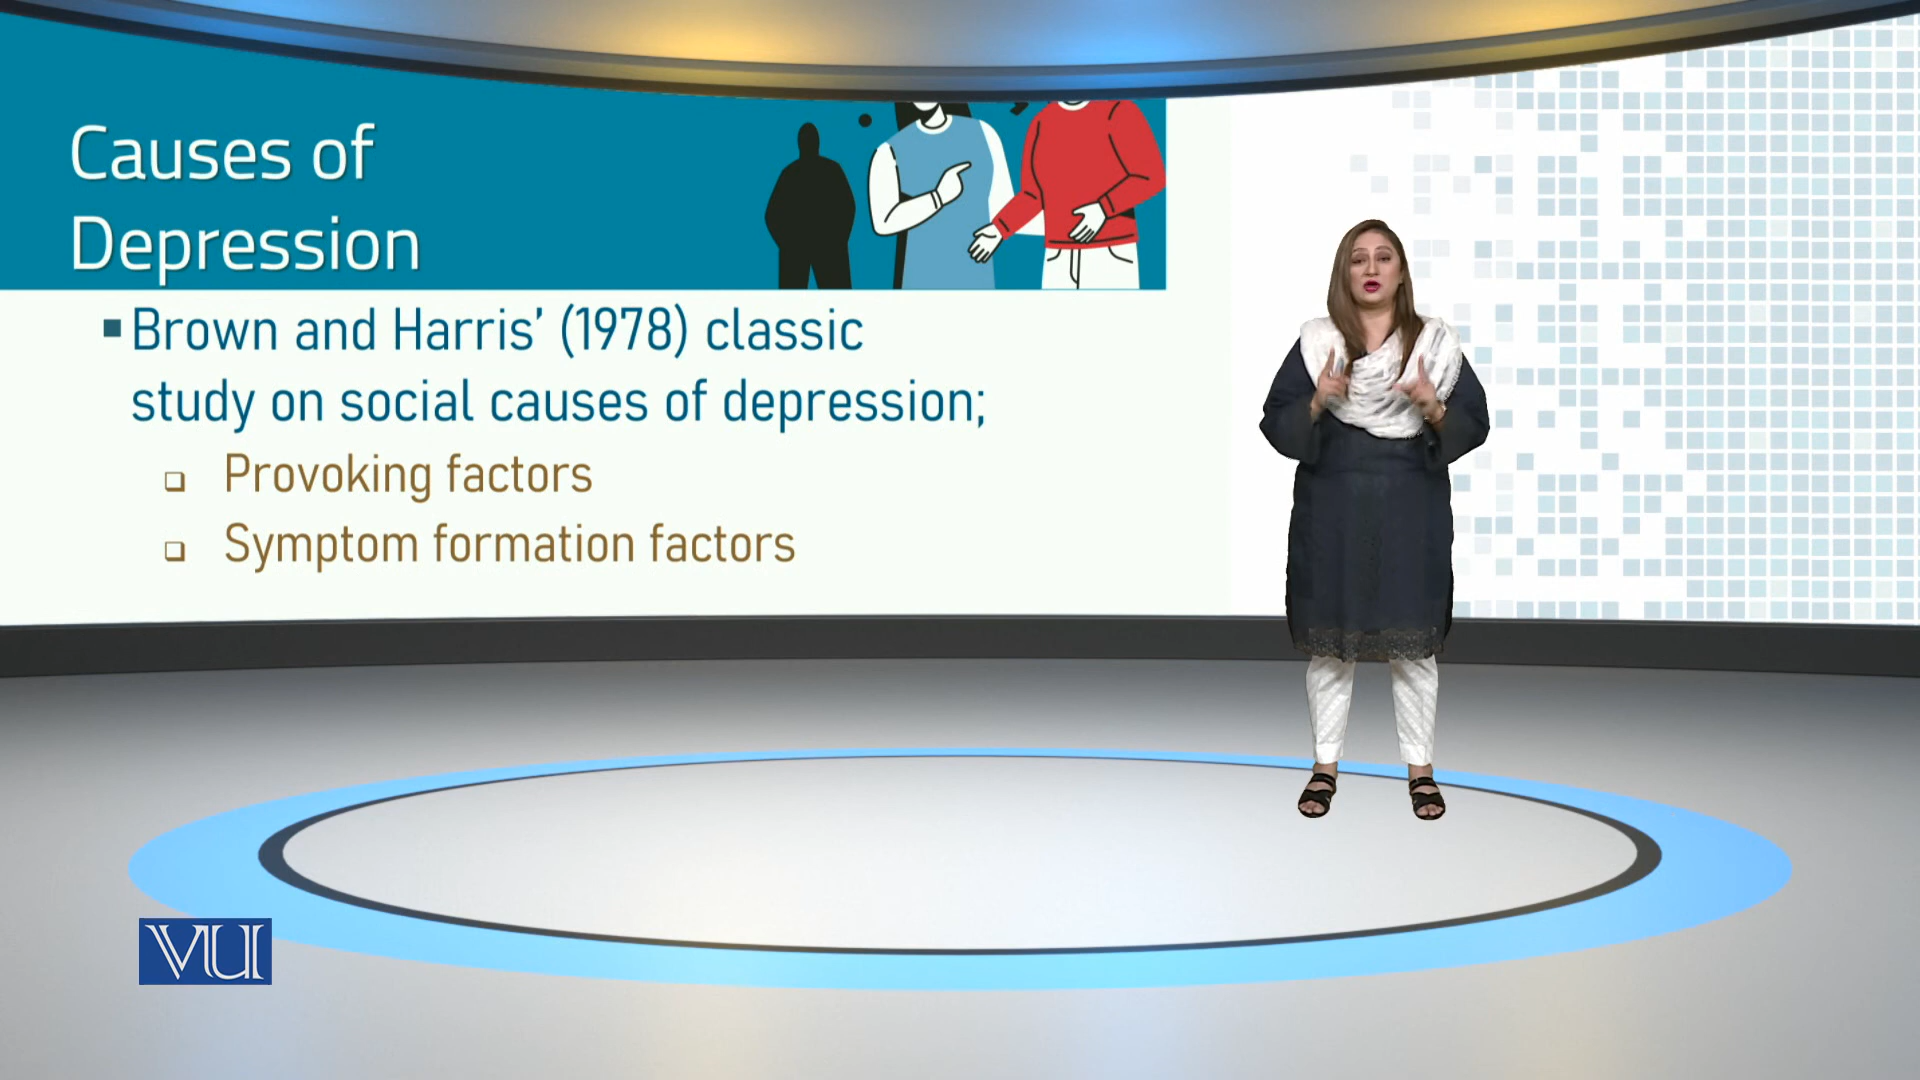 Causes of
Depression
Brown and Harris’ (1978) classic
study on social causes of depression;
Provoking factors
Symptom formation factors
VU